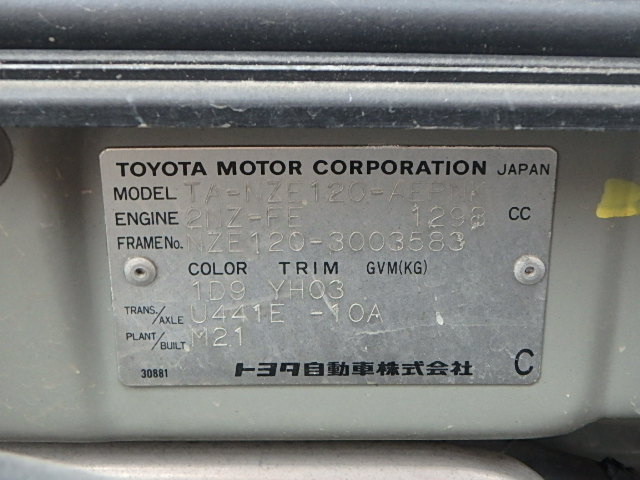 TOYOTA MOTOR CORPORATION JAPAN
MODEL TA-NZE120-AEPNK
ENGINE 2NZ-FE 1298 CC
FRAME No. NZE120-3003583
COLOR TRIM GVM(KG)
1D9 YH03
TRANS./AXLE U441E -10A
PLANT/BUILT M21
30881 トヨタ自動車株式会社 C